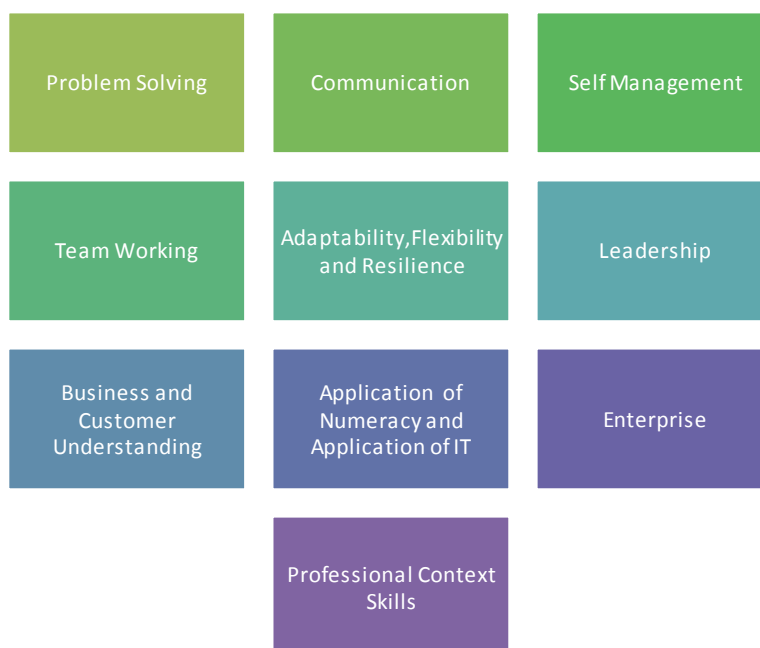 Problem Solving
Communication
Self Management
Team Working
Adaptability,Flexibility
and Resilience
Leadership
Business and
Customer
Understanding
Application of
Numeracy and
Application of IT
Enterprise
Professional Context
Skills